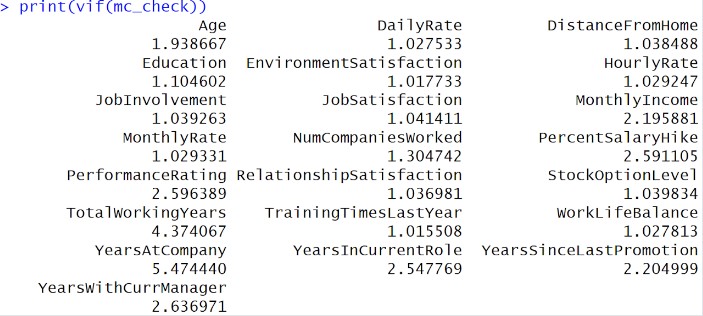 > print(vif(mc_check))
Age DailyRate DistanceFromHome
1.938667 1.027533 1.038488
Education EnvironmentSatisfaction HourlyRate
1.104602 1.017733 1.029247
JobInvolvement JobSatisfaction MonthlyIncome
1.039263 1.041411 2.195881
MonthlyRate NumCompaniesWorked PercentSalaryHike
1.029331 1.304742 2.591105
PerformanceRating RelationshipSatisfaction StockOptionLevel
2.596389 1.036981 1.039834
TotalWorkingYears TrainingTimesLastYear WorkLifeBalance
4.374067 1.015508 1.027813
YearsAtCompany YearsInCurrentRole YearsSinceLastPromotion
5.474440 2.547769 2.204999
YearsWithCurrManager
2.636971